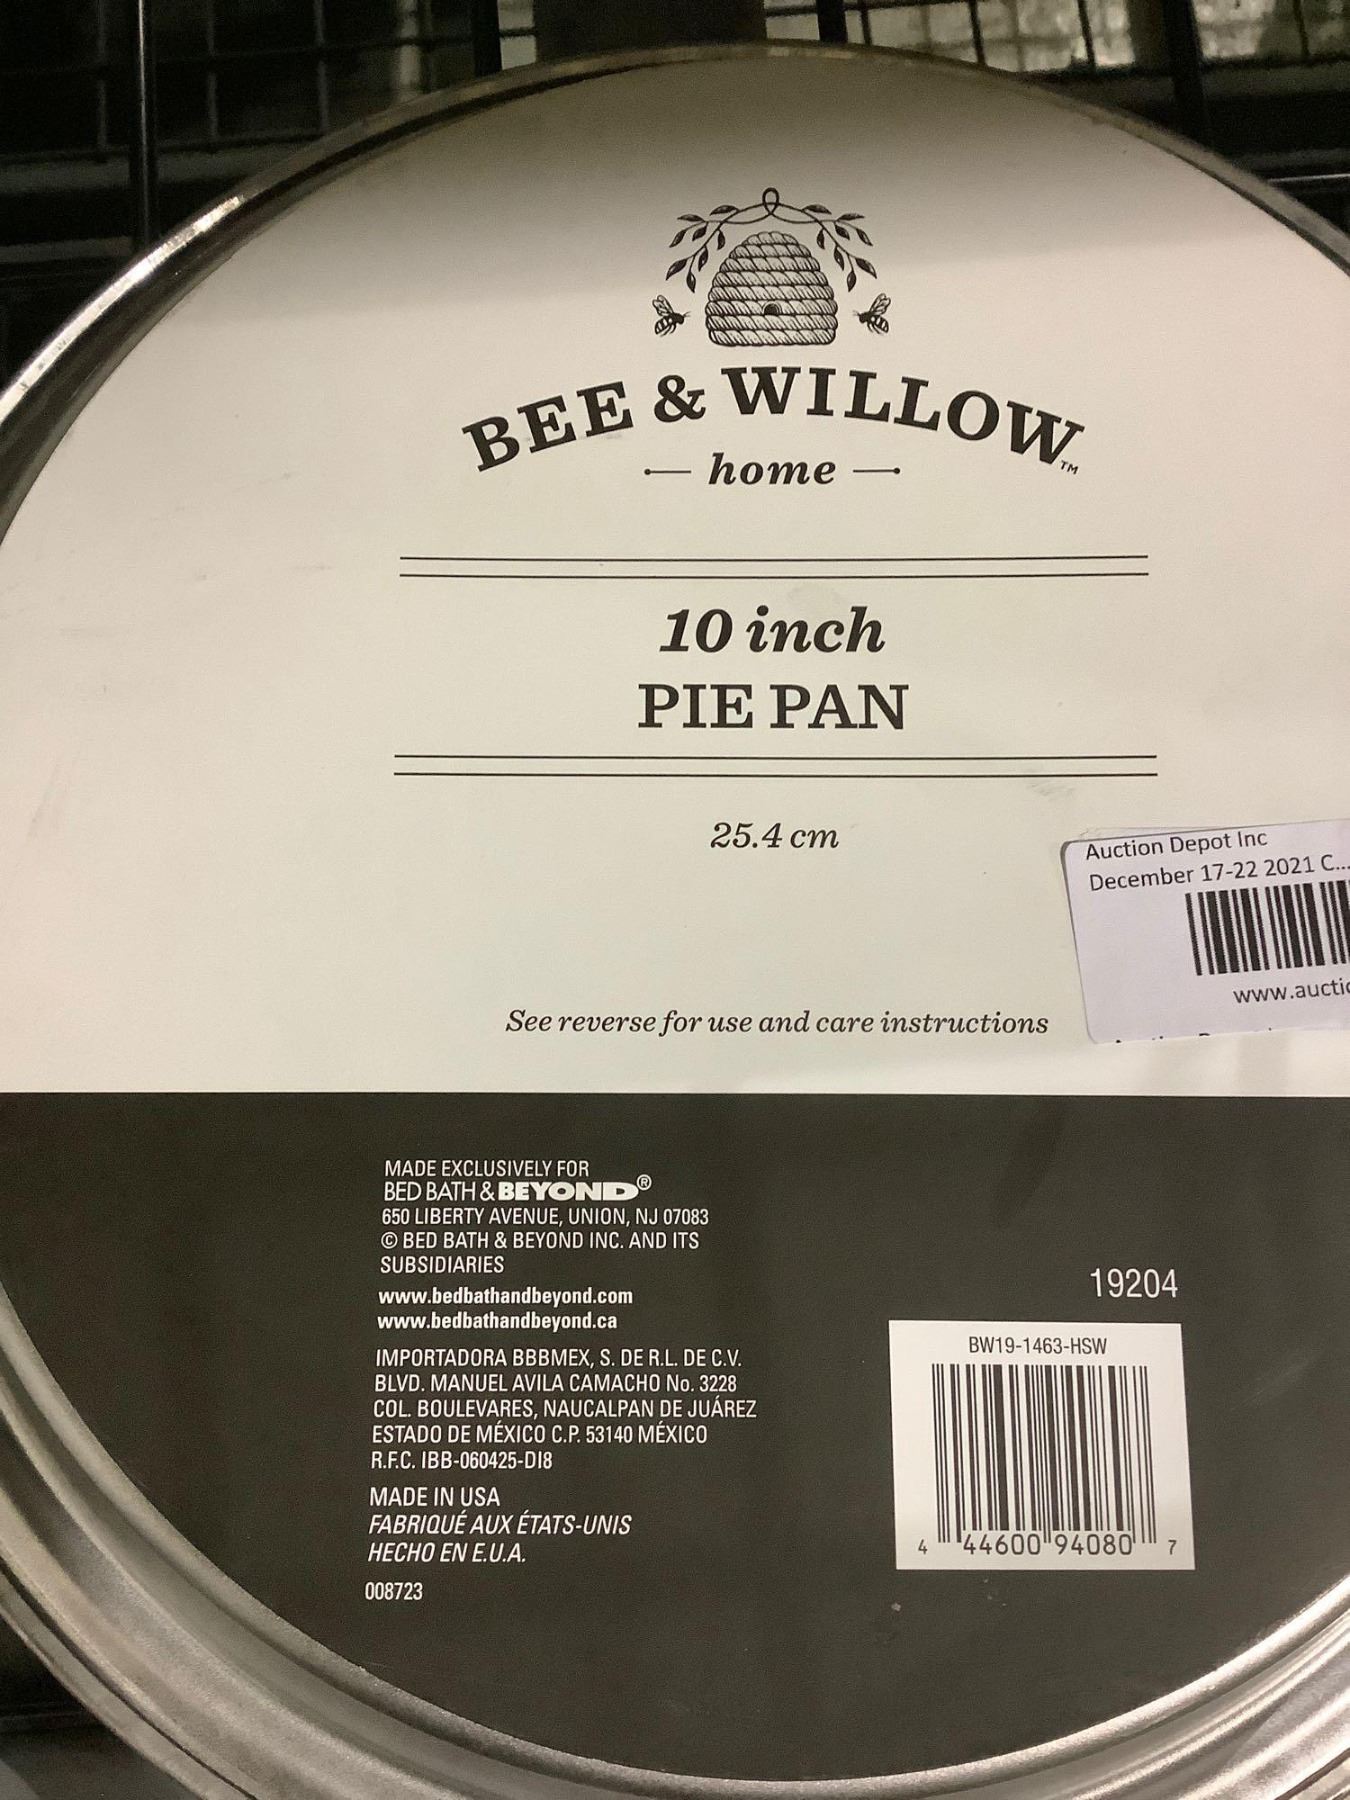 BEE & WILLOW™
home
10 inch
PIE PAN
25.4 cm
Auction Depot Inc
December 17-22 2021 C...
www.auctio
See reverse for use and care instructions
MADE EXCLUSIVELY FOR
BED BATH & BEYOND®
650 LIBERTY AVENUE, UNION, NJ 07083
© BED BATH & BEYOND INC. AND ITS
SUBSIDIARIES
www.bedbathandbeyond.com
www.bedbathandbeyond.ca
IMPORTADORA BBBMEX, S. DE R.L. DE C.V.
BLVD. MANUEL AVILA CAMACHO No. 3228
COL. BOULEVARES, NAUCALPAN DE JUÁREZ
ESTADO DE MÉXICO C.P. 53140 MÉXICO
R.F.C. IBB-060425-DI8
MADE IN USA
FABRIQUÉ AUX ÉTATS-UNIS
HECHO EN E.U.A.
008723
19204
BW19-1463-HSW
4 44600 94080 7